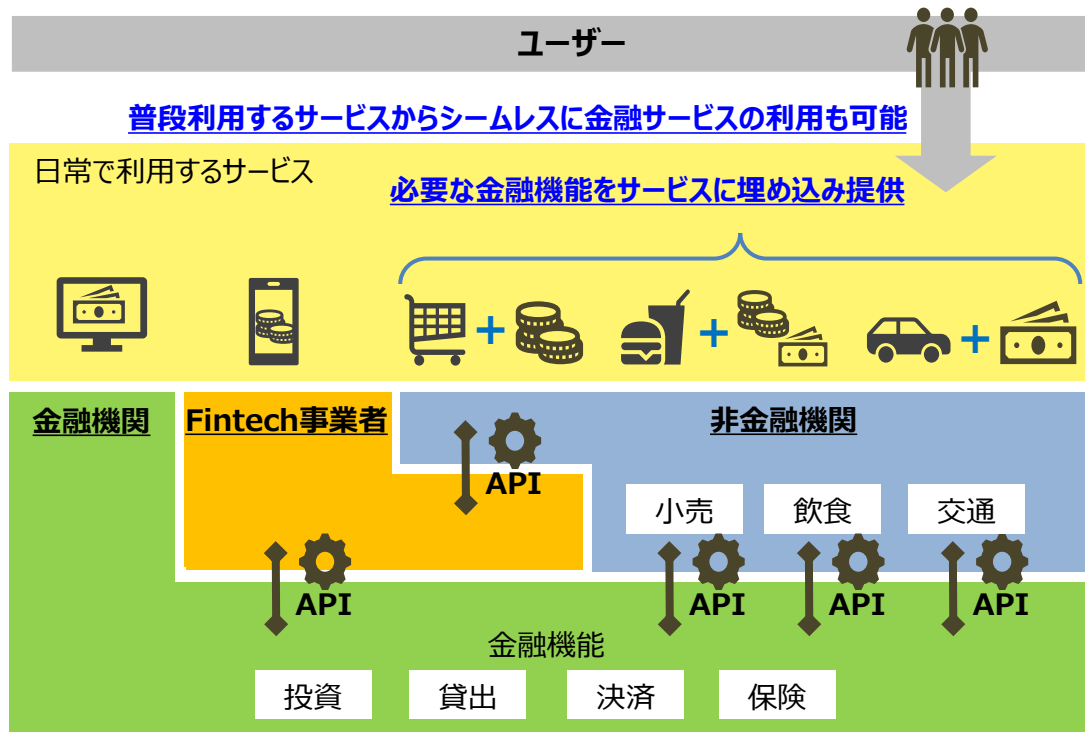 ユーザー
普段利用するサービスからシームレスに金融サービスの利用も可能
日常で利用するサービス
必要な金融機能をサービスに埋め込み提供
金融機関
Fintech事業者
非金融機関
API
小売
飲食
交通
API
API
API
API
金融機能
投資
貸出
決済
保険